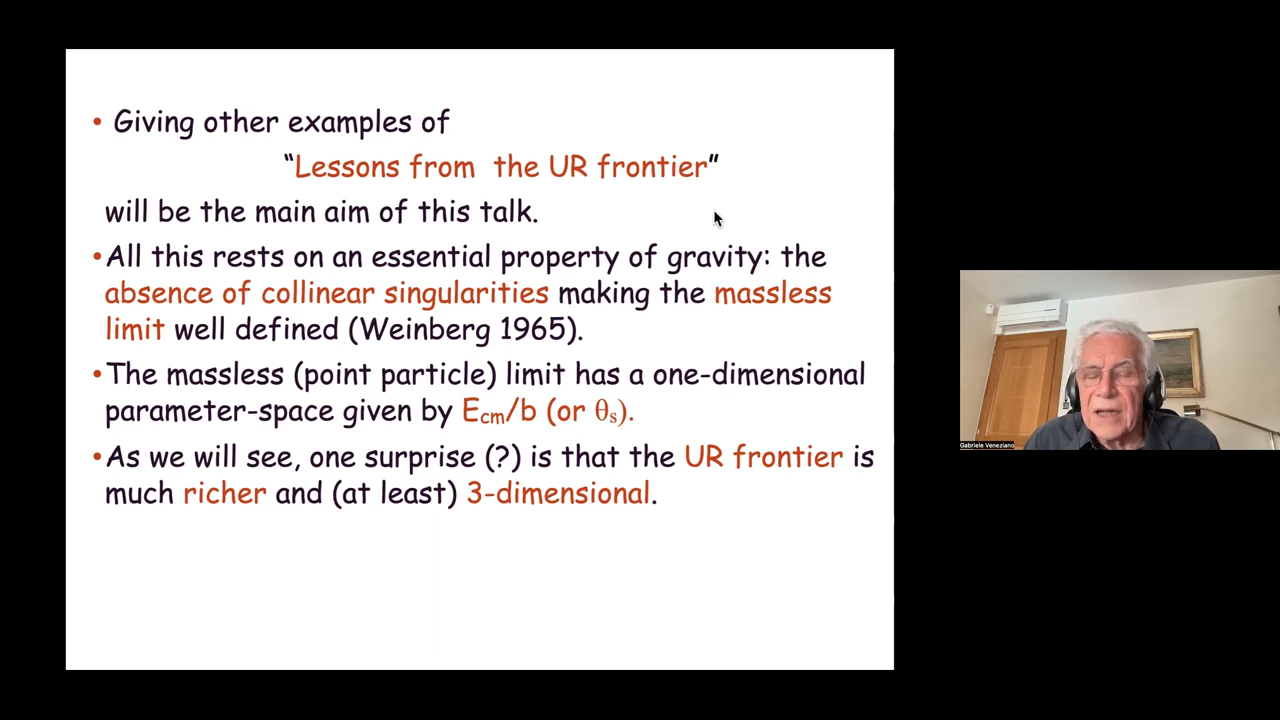 • Giving other examples of
“Lessons from the UR frontier”
will be the main aim of this talk.
•All this rests on an essential property of gravity: the
absence of collinear singularities making the massless
limit well defined (Weinberg 1965).
•The massless (point particle) limit has a one-dimensional
parameter-space given by Ecm/b (or θs).
•As we will see, one surprise (?) is that the UR frontier is
much richer and (at least) 3-dimensional.
Gabriele Veneziano